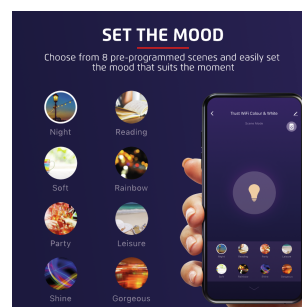 SET THE MOOD
Choose from 8 pre-programmed scenes and easily set
the mood that suits the moment
Night
Reading
Soft
Rainbow
Party
Leisure
Shine
Gorgeous
Trust WiFi Colour & White